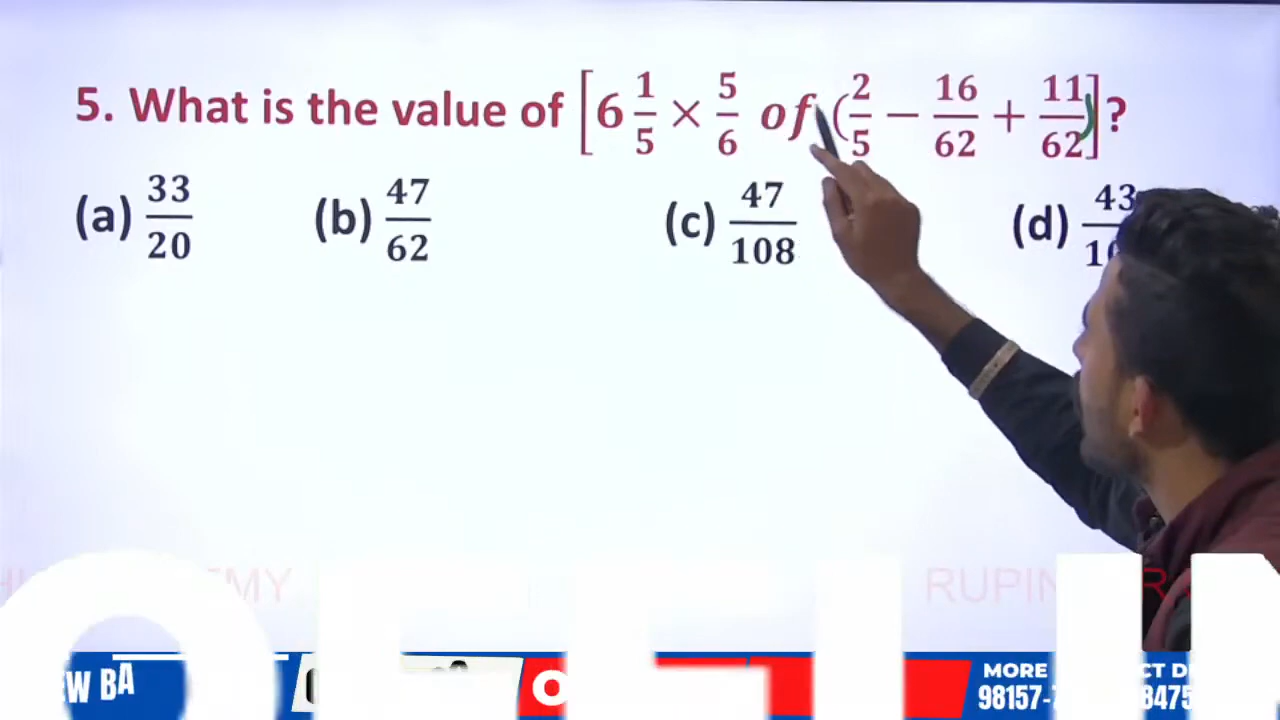 5. What is the value of [6 1/5 × 5/6 of (2/5 − 16/62 + 11/62)]?
(a) 33/20 (b) 47/62 (c) 47/108 (d) 43
RUPIN
MORE
98157-